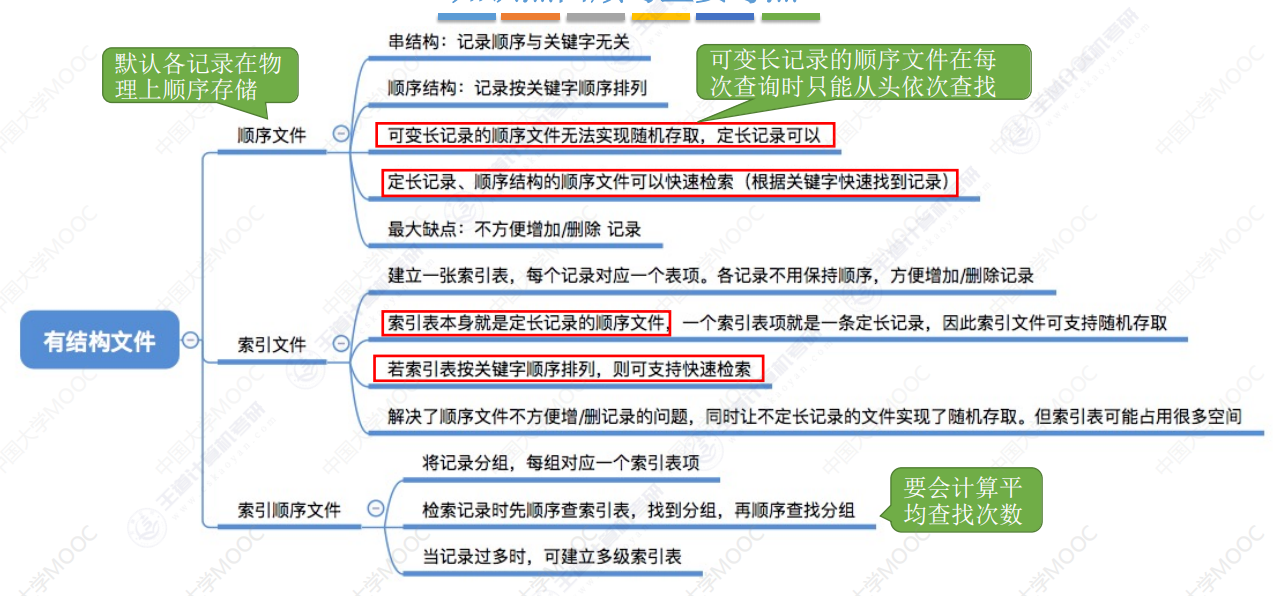 默认各记录在物
理上顺序存储
可变长记录的顺序文件在每
次查询时只能从头依次查找
有结构文件
顺序文件
串结构：记录顺序与关键字无关
顺序结构：记录按关键字顺序排列
可变长记录的顺序文件无法实现随机存取，定长记录可以
定长记录、顺序结构的顺序文件可以快速检索（根据关键字快速找到记录）
最大缺点：不方便增加/删除 记录
索引文件
建立一张索引表，每个记录对应一个表项。各记录不用保持顺序，方便增加/删除记录
索引表本身就是定长记录的顺序文件，一个索引表项就是一条定长记录，因此索引文件可支持随机存取
若索引表按关键字顺序排列，则可支持快速检索
解决了顺序文件不方便增/删记录的问题，同时让不定长记录的文件实现了随机存取。但索引表可能占用很多空间
索引顺序文件
将记录分组，每组对应一个索引表项
检索记录时先顺序查索引表，找到分组，再顺序查找分组
当记录过多时，可建立多级索引表
要会计算平
均查找次数
中国大学MOOC
王道计算机考研